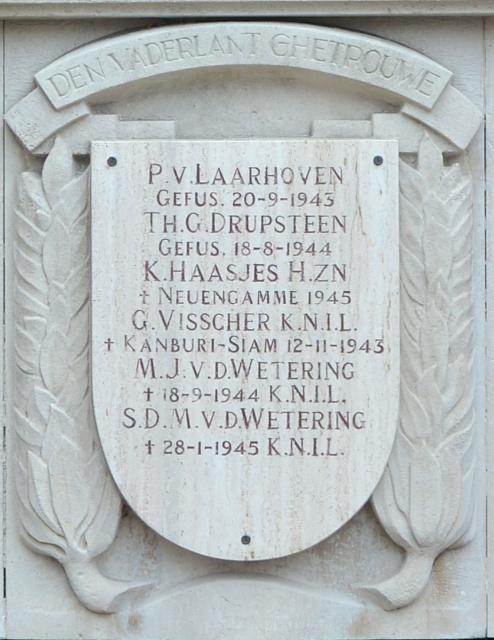 DEN VADERLANT GHETROUWE
P.V. LAARHOVEN
GEFUS. 20-9-1943
TH.G. DRUPSTEEN
GEFUS. 18-8-1944
K. HAASJES H.ZN
† NEUENGAMME 1945
G. VISSCHER K.N.I.L.
† KANBURI-SIAM 12-11-1943
M.J.V.D. WETERING
† 18-9-1944 K.N.I.L.
S.D.M.V.D. WETERING
† 28-1-1945 K.N.I.L.